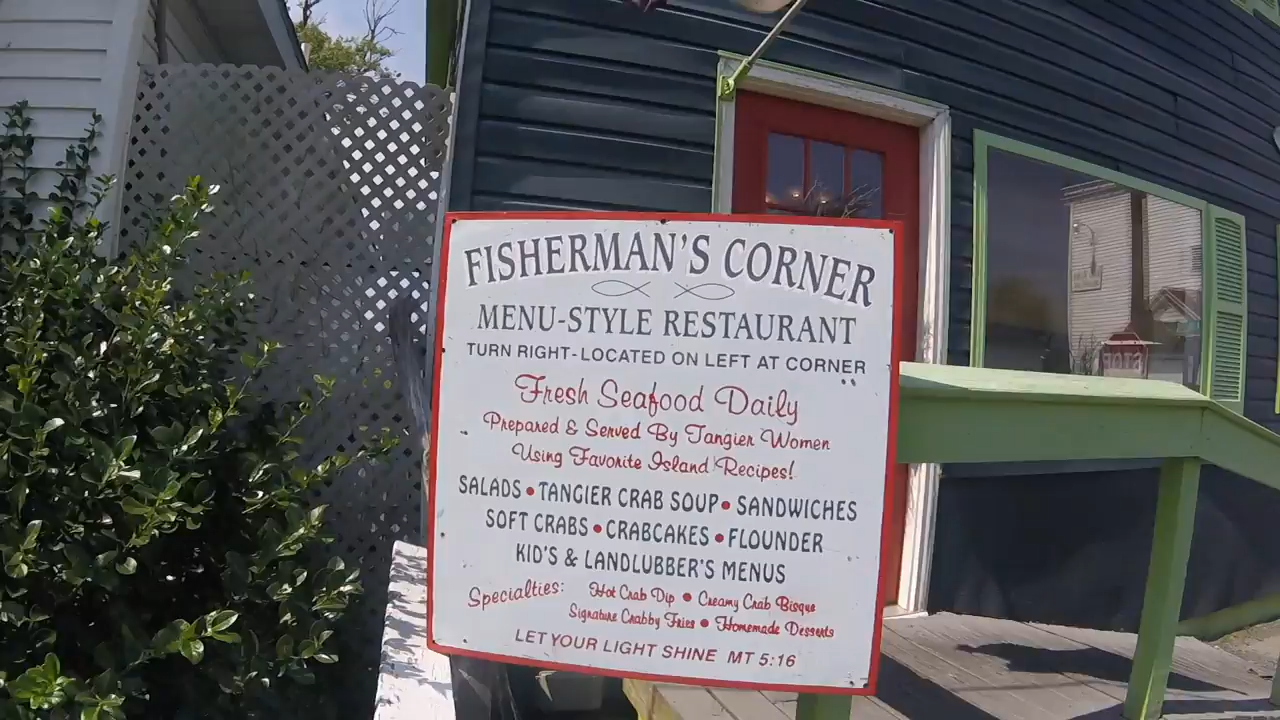 FISHERMAN'S CORNER
MENU-STYLE RESTAURANT
TURN RIGHT-LOCATED ON LEFT AT CORNER
Fresh Seafood Daily
Prepared & Served By Tangier Women
Using Favorite Island Recipes!
SALADS • TANGIER CRAB SOUP • SANDWICHES
SOFT CRABS • CRABCAKES • FLOUNDER
KID'S & LANDLUBBER'S MENUS
Specialties: Hot Crab Dip • Creamy Crab Bisque
Signature Crabby Fries • Homemade Desserts
LET YOUR LIGHT SHINE MT 5:16
STOP